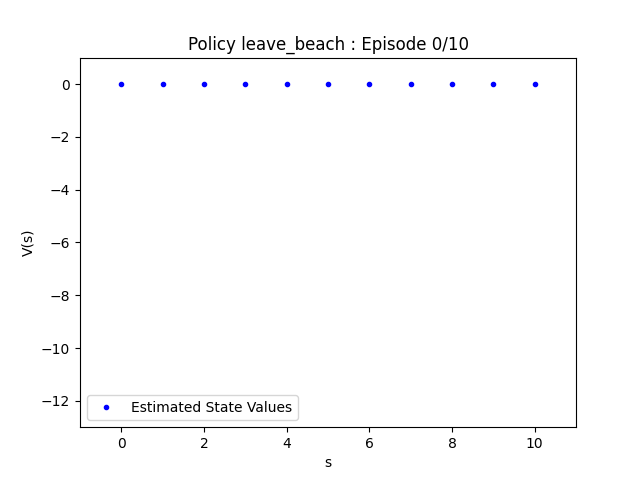 Policy leave_beach : Episode 0/10
0
−2
−4
−6
−8
−10
−12
V(s)
Estimated State Values
0 2 4 6 8 10
s